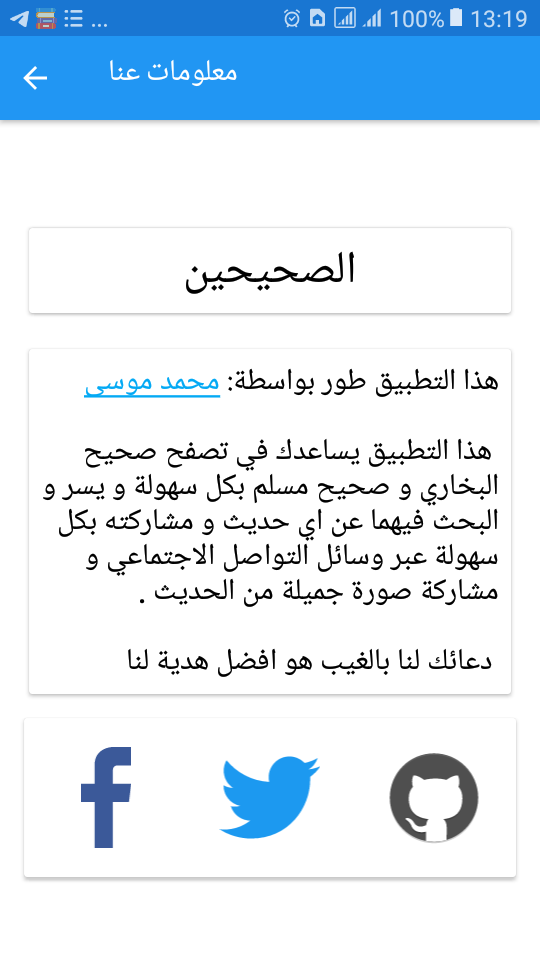 ... 100% 13:19
معلومات عنا
الصحيحين
هذا التطبيق طور بواسطة: محمد موسى
هذا التطبيق يساعدك في تصفح صحيح
البخاري و صحيح مسلم بكل سهولة و يسر و
البحث فيهما عن اي حديث و مشاركته بكل
سهولة عبر وسائل التواصل الاجتماعي و
مشاركة صورة جميلة من الحديث .
دعائك لنا بالغيب هو افضل هدية لنا